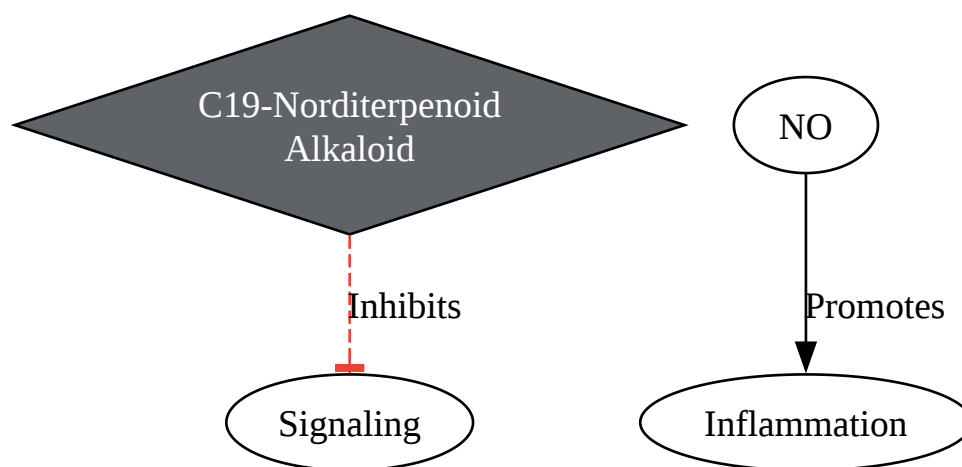 C19-Norditerpenoid
Alkaloid
NO
Inhibits
Promotes
Signaling
Inflammation